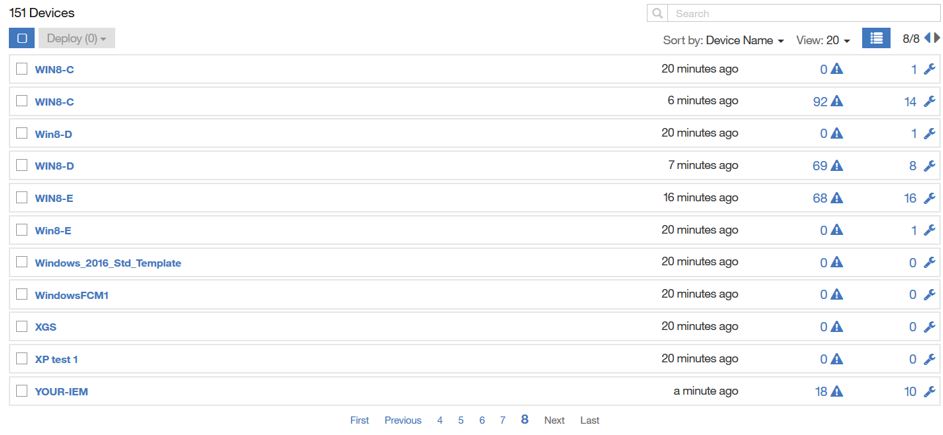 151 Devices Search
Deploy (0) Sort by: Device Name View: 20 8/8
WIN8-C 20 minutes ago 0 1
WIN8-C 6 minutes ago 92 14
Win8-D 20 minutes ago 0 1
WIN8-D 7 minutes ago 69 8
WIN8-E 16 minutes ago 68 16
Win8-E 20 minutes ago 0 1
Windows_2016_Std_Template 20 minutes ago 0 0
WindowsFCM1 20 minutes ago 0 0
XGS 20 minutes ago 0 0
XP test 1 20 minutes ago 0 0
YOUR-IEM a minute ago 18 10
First Previous 4 5 6 7 8 Next Last